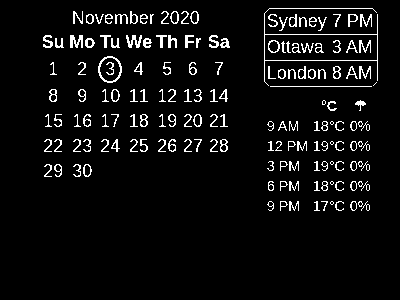 November 2020
Su Mo Tu We Th Fr Sa
1 2 3 4 5 6 7
8 9 10 11 12 13 14
15 16 17 18 19 20 21
22 23 24 25 26 27 28
29 30
Sydney 7 PM
Ottawa 3 AM
London 8 AM
°C
9 AM 18°C 0%
12 PM 19°C 0%
3 PM 19°C 0%
6 PM 18°C 0%
9 PM 17°C 0%